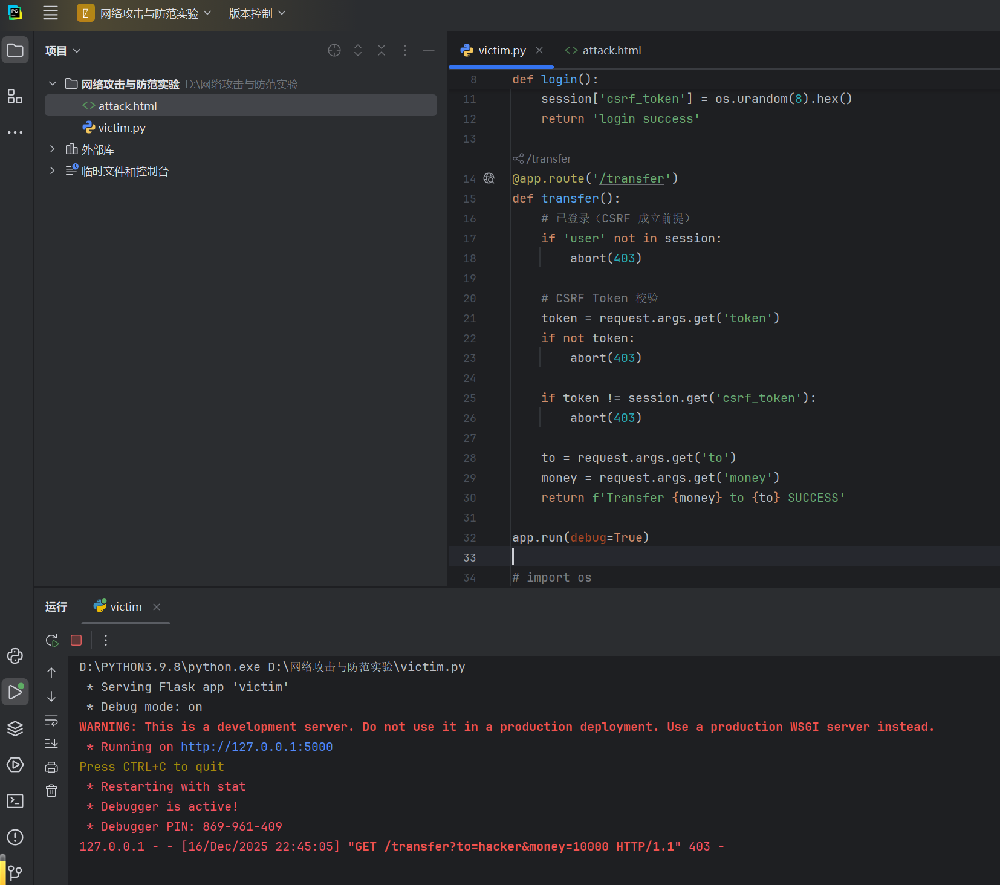 网络攻击与防范实验 版本控制
项目
victim.py
attack.html
网络攻击与防范实验 D:\网络攻击与防范实验
attack.html
victim.py
外部库
临时文件和控制台
8 def login():
11 session['csrf_token'] = os.urandom(8).hex()
12 return 'login success'
13
/transfer
14 @app.route('/transfer')
15 def transfer():
16 # 已登录（CSRF 成立前提）
17 if 'user' not in session:
18 abort(403)
19
20 # CSRF Token 校验
21 token = request.args.get('token')
22 if not token:
23 abort(403)
24
25 if token != session.get('csrf_token'):
26 abort(403)
27
28 to = request.args.get('to')
29 money = request.args.get('money')
30 return f'Transfer {money} to {to} SUCCESS'
31
32 app.run(debug=True)
33
34 # import os
运行 victim
D:\PYTHON3.9.8\python.exe D:\网络攻击与防范实验\victim.py
* Serving Flask app 'victim'
* Debug mode: on
WARNING: This is a development server. Do not use it in a production deployment. Use a production WSGI server instead.
* Running on http://127.0.0.1:5000
Press CTRL+C to quit
* Restarting with stat
* Debugger is active!
* Debugger PIN: 869-961-409
127.0.0.1 - - [16/Dec/2025 22:45:05] "GET /transfer?to=hacker&money=10000 HTTP/1.1" 403 -